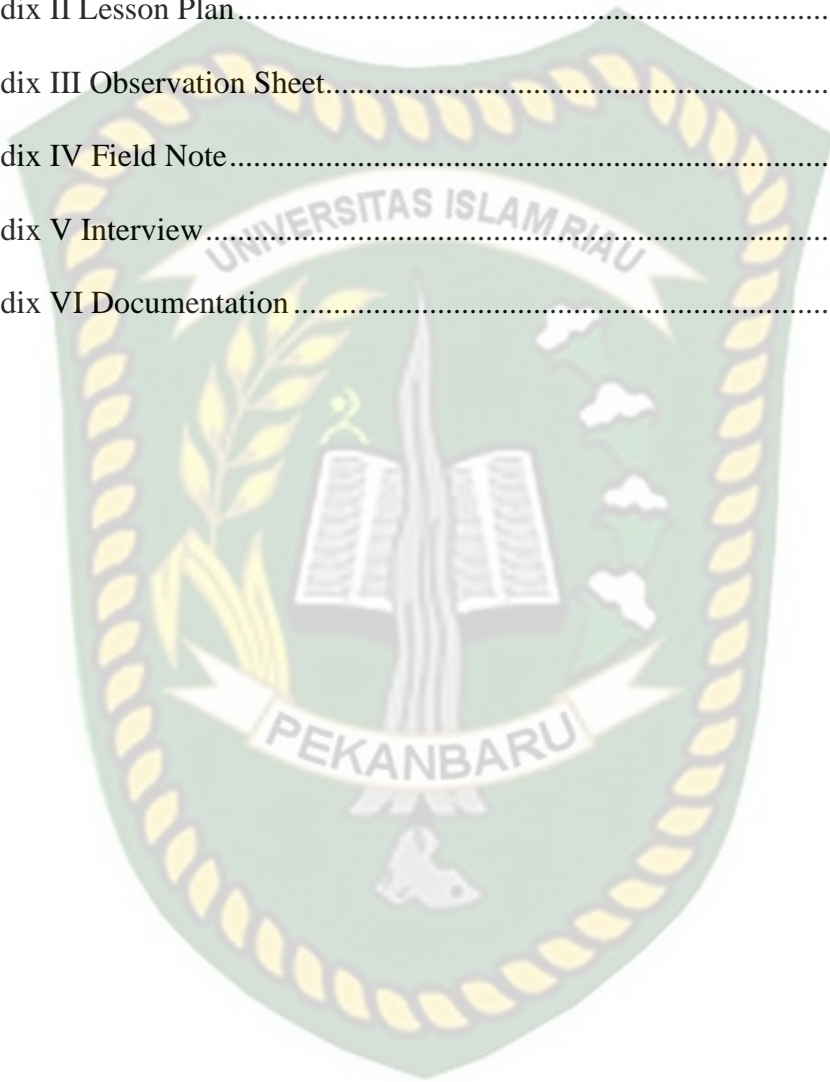 dix II Lesson Plan................................................................................
dix III Observation Sheet................................................................
dix IV Field Note................................................................................
dix V Interview................................................................................
dix VI Documentation................................................................
UNIVERSITAS ISLAM RIAU
PEKANBARU